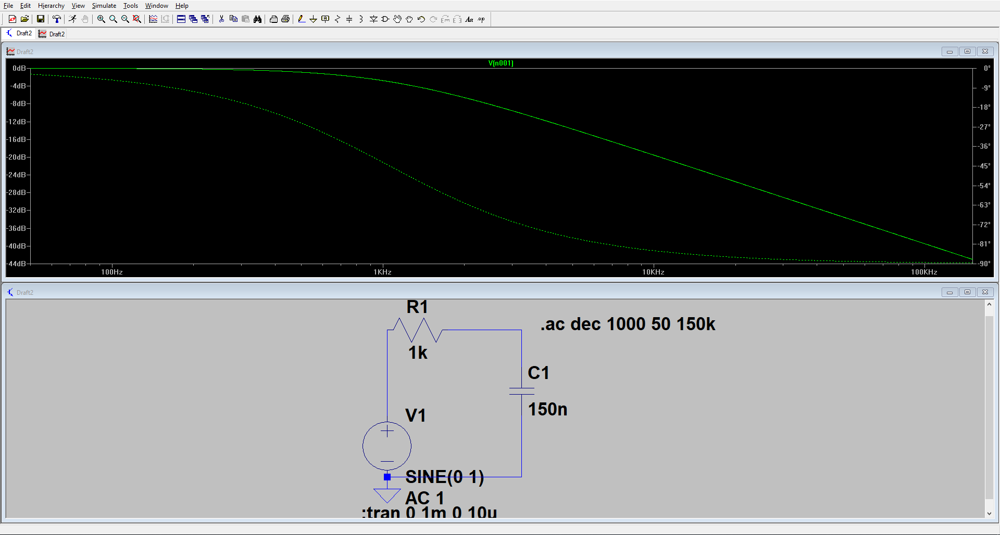 File Edit Hierarchy View Simulate Tools Window Help
Aa .op
Draft2 Draft2
Draft2
V(n001)
0dB 0°
-4dB -9°
-8dB -18°
-12dB -27°
-16dB -36°
-20dB -45°
-24dB -54°
-28dB -63°
-32dB -72°
-36dB -81°
-40dB -90°
-44dB
100Hz 1KHz 10KHz 100KHz
Draft2
R1
.ac dec 1000 50 150k
1k
C1
150n
V1
SINE(0 1)
AC 1
;tran 0 1m 0 10u